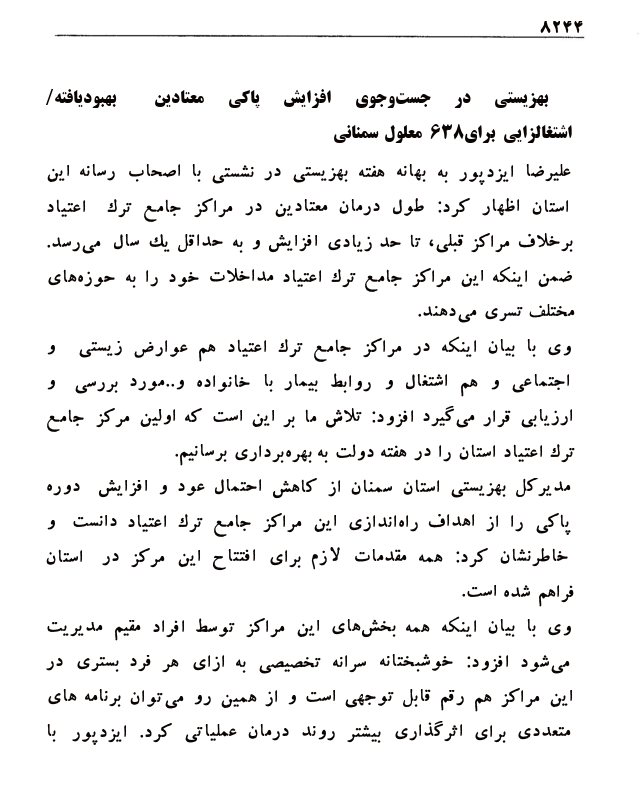 ۸۲۴۴
بهزیستی در جست‌وجوی افزایش پاکی معتادین بهبودیافته/
اشتغالزایی برای۶۳۸ معلول سمنانی
علیرضا ایزدپور به بهانه هفته بهزیستی در نشستی با اصحاب رسانه این
استان اظهار کرد: طول درمان معتادین در مراکز جامع ترك اعتیاد
برخلاف مراکز قبلی، تا حد زیادی افزایش و به حداقل یك سال می‌رسد.
ضمن اینکه این مراکز جامع ترك اعتیاد مداخلات خود را به حوزه‌های
مختلف تسری می‌دهند.
وی با بیان اینکه در مراکز جامع ترك اعتیاد هم عوارض زیستی و
اجتماعی و هم اشتغال و روابط بیمار با خانواده و..مورد بررسی و
ارزیابی قرار می‌گیرد افزود: تلاش ما بر این است که اولین مرکز جامع
ترك اعتیاد استان را در هفته دولت به بهره‌برداری برسانیم.
مدیرکل بهزیستی استان سمنان از کاهش احتمال عود و افزایش دوره
پاکی را از اهداف راه‌اندازی این مراکز جامع ترك اعتیاد دانست و
خاطرنشان کرد: همه مقدمات لازم برای افتتاح این مرکز در استان
فراهم شده است.
وی با بیان اینکه همه بخش‌های این مراکز توسط افراد مقیم مدیریت
می‌شود افزود: خوشبختانه سرانه تخصیصی به ازای هر فرد بستری در
این مراکز هم رقم قابل توجهی است و از همین رو می‌توان برنامه های
متعددی برای اثرگذاری بیشتر روند درمان عملیاتی کرد. ایزدپور با